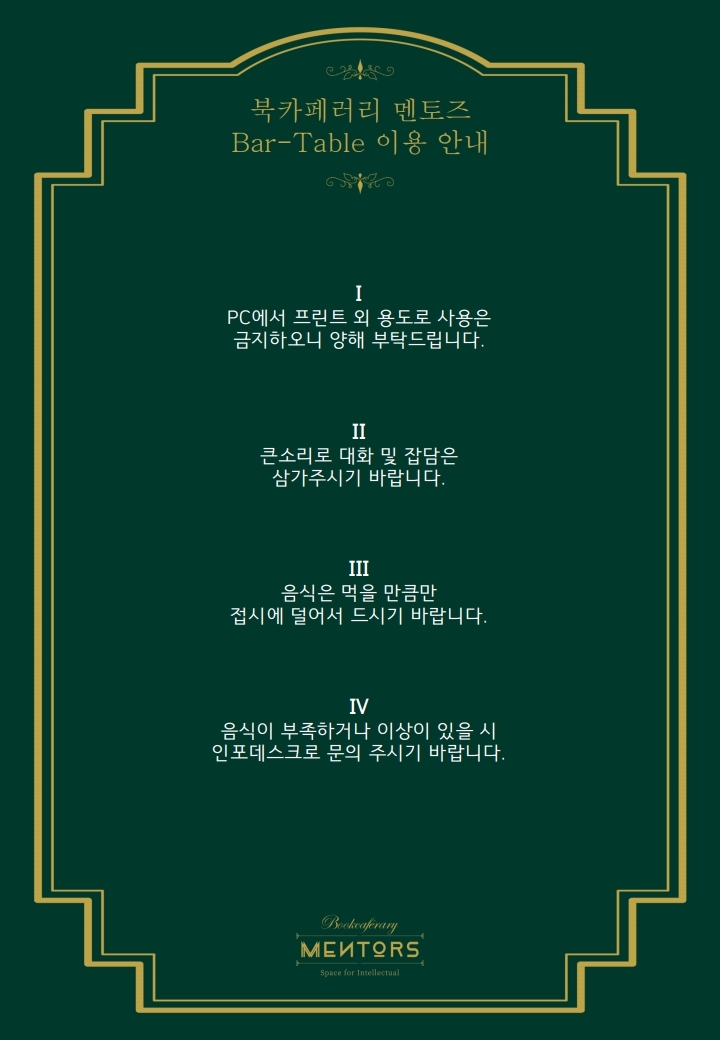 북카페러리 멘토즈
Bar-Table 이용 안내
I
PC에서 프린트 외 용도로 사용은
금지하오니 양해 부탁드립니다.
II
큰소리로 대화 및 잡담은
삼가주시기 바랍니다.
III
음식은 먹을 만큼만
접시에 덜어서 드시기 바랍니다.
IV
음식이 부족하거나 이상이 있을 시
인포데스크로 문의 주시기 바랍니다.
Bookcaferary
MENTORS
Space for Intellectual